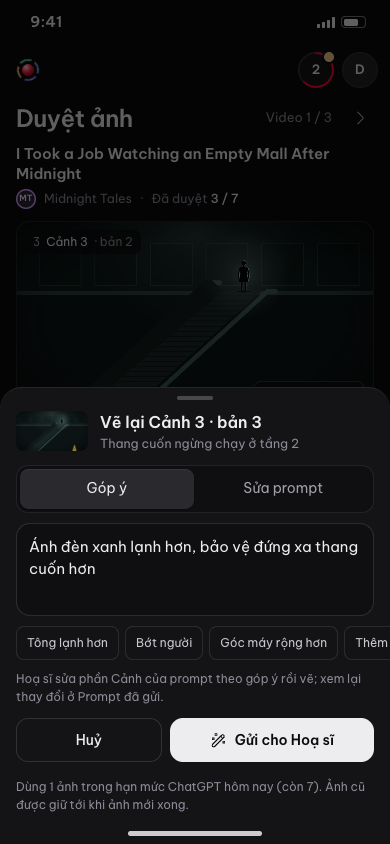 9:41
2
D
Duyệt ảnh
Video 1 / 3
I Took a Job Watching an Empty Mall After
Midnight
MT Midnight Tales · Đã duyệt 3 / 7
3 Cảnh 3 · bản 2
Vẽ lại Cảnh 3 · bản 3
Thang cuốn ngừng chạy ở tầng 2
Góp ý
Sửa prompt
Ánh đèn xanh lạnh hơn, bảo vệ đứng xa thang
cuốn hơn
Tông lạnh hơn
Bớt người
Góc máy rộng hơn
Thêm
Hoạ sĩ sửa phần Cảnh của prompt theo góp ý rồi vẽ; xem lại
thay đổi ở Prompt đã gửi.
Huỷ
Gửi cho Hoạ sĩ
Dùng 1 ảnh trong hạn mức ChatGPT hôm nay (còn 7). Ảnh cũ
được giữ tới khi ảnh mới xong.